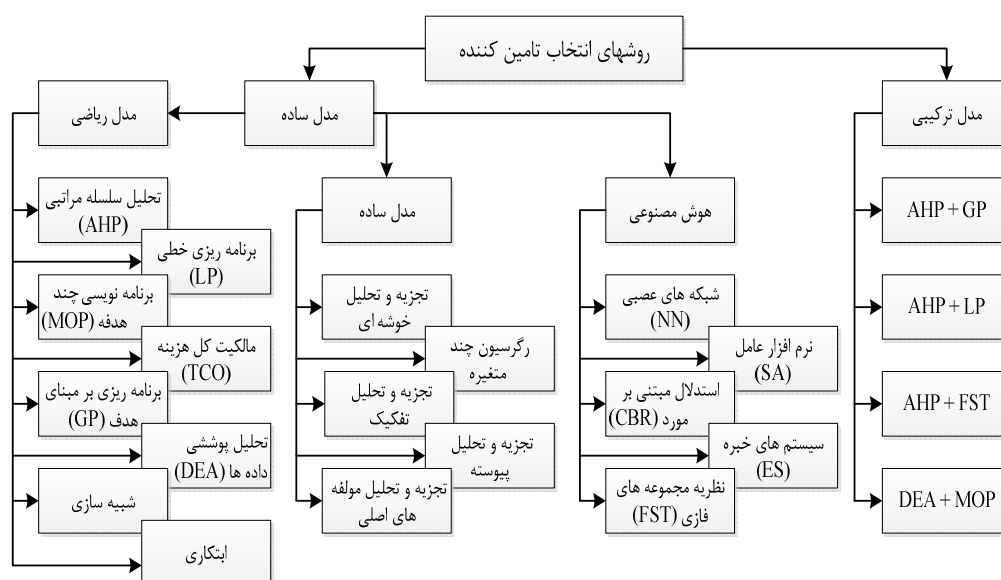 روشهای انتخاب تامین کننده
مدل ترکیبی
مدل ساده
مدل ریاضی
هوش مصنوعی
مدل ساده
AHP + GP
AHP + LP
AHP + FST
DEA + MOP
شبکه های عصبی
(NN)
نرم افزار عامل
(SA)
استدلال مبتنی بر
مورد (CBR)
سیستم های خبره
(ES)
نظریه مجموعه های
فازی (FST)
تجزیه و تحلیل
خوشه ای
رگرسیون چند
متغیره
تجزیه و تحلیل
تفکیک
تجزیه و تحلیل
پیوسته
تجزیه و تحلیل مولفه
های اصلی
تحلیل سلسله مراتبی
(AHP)
برنامه ریزی خطی
(LP)
برنامه نویسی چند
هدفه (MOP)
مالکیت کل هزینه
(TCO)
برنامه ریزی بر مبنای
هدف (GP)
تحلیل پوششی
داده ها (DEA)
شبیه سازی
ابتکاری